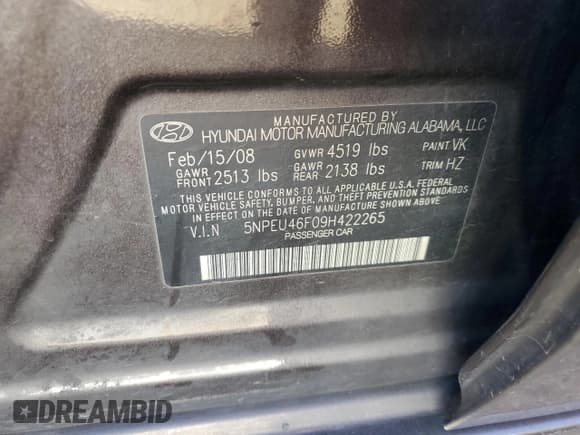 MANUFACTURED BY
HYUNDAI MOTOR MANUFACTURING ALABAMA, LLC
Feb/15/08 GVWR 4519 lbs PAINT VK
GAWR FRONT 2513 lbs GAWR REAR 2138 lbs TRIM HZ
THIS VEHICLE CONFORMS TO ALL APPLICABLE U.S.A. FEDERAL
MOTOR VEHICLE SAFETY, BUMPER, AND THEFT PREVENTION STANDARDS
IN EFFECT ON THE DATE OF MANUFACTURE SHOWN ABOVE.
V.I.N 5NPEU46F09H422265
PASSENGER CAR
DREAMBID